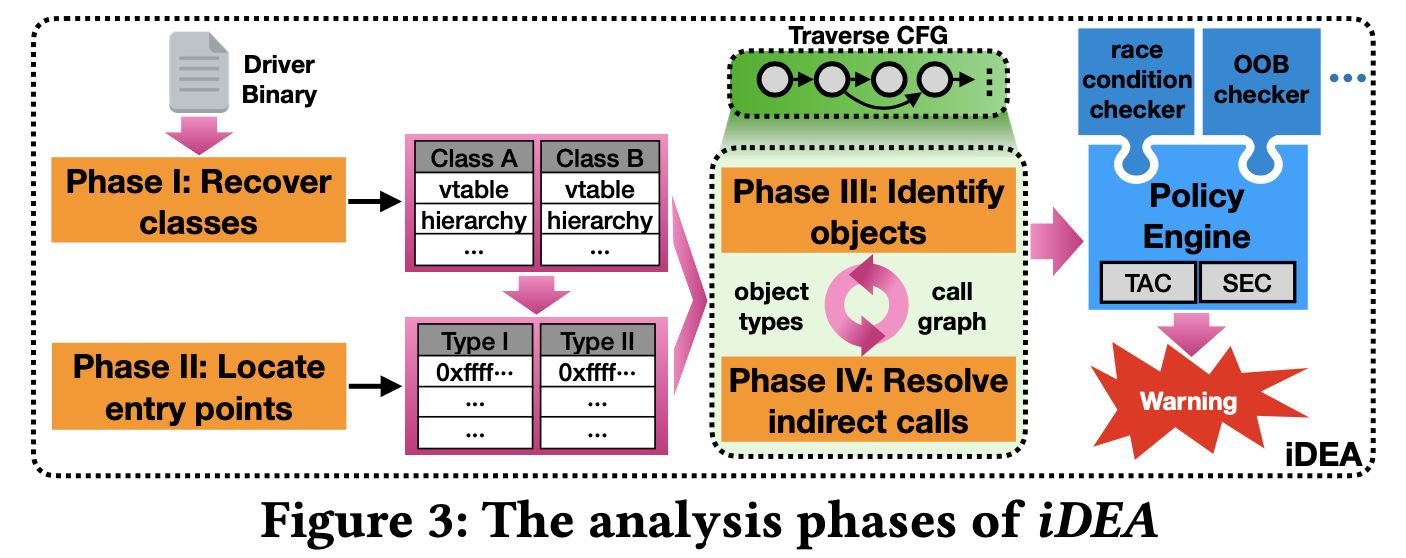 Driver
Binary
Phase I: Recover
classes
Class A
Class B
vtable
vtable
hierarchy
hierarchy
...
...
Phase II: Locate
entry points
Type I
Type II
0xffff...
0xffff...
...
...
...
...
Traverse CFG
Phase III: Identify
objects
object
types
call
graph
Phase IV: Resolve
indirect calls
race
condition
checker
OOB
checker
...
Policy
Engine
TAC
SEC
Warning
iDEA
Figure 3: The analysis phases of iDEA